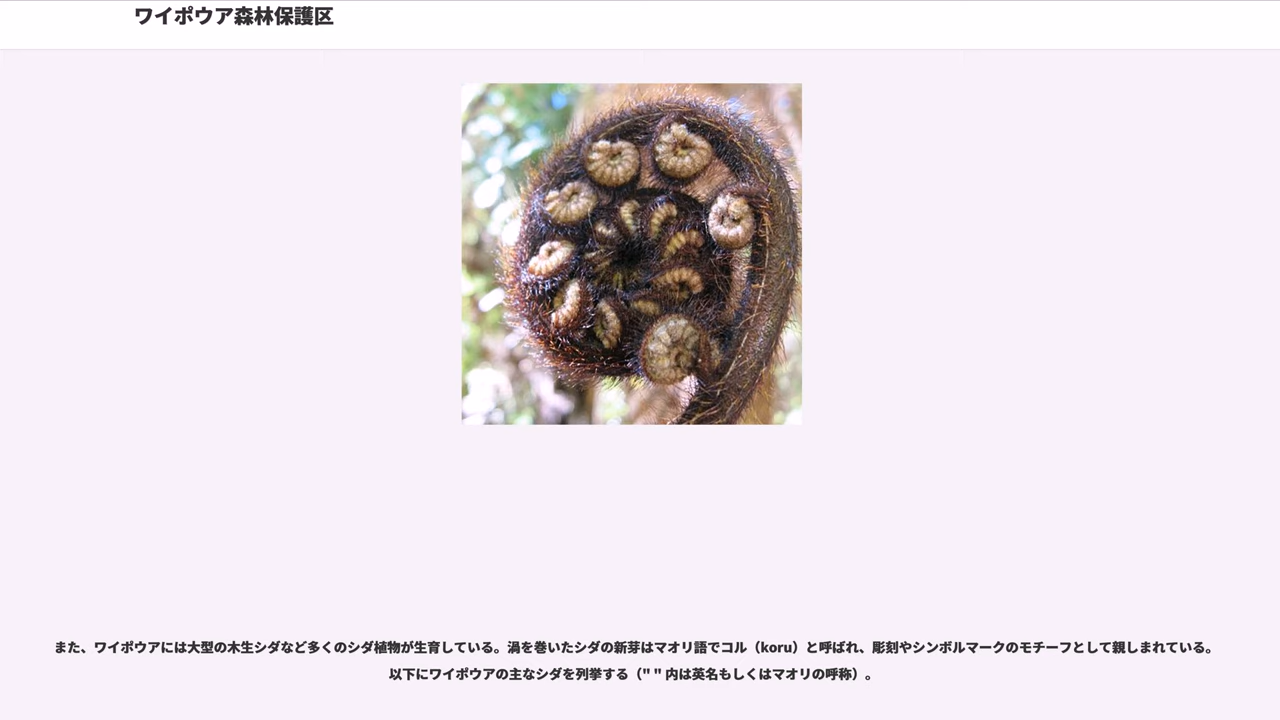 ワイポウア森林保護区
また、ワイポウアには大型の木生シダなど多くのシダ植物が生育している。渦を巻いたシダの新芽はマオリ語でコル（koru）と呼ばれ、彫刻やシンボルマークのモチーフとして親しまれている。
以下にワイポウアの主なシダを列挙する（" " 内は英名もしくはマオリの呼称）。